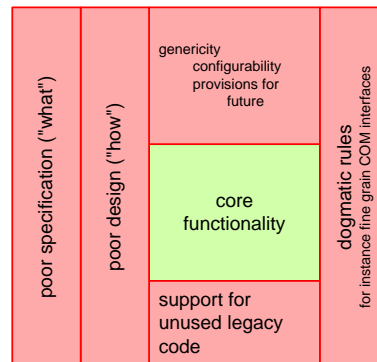 poor specification ("what")
poor design ("how")
genericity
configurability
provisions for
future
core
functionality
support for
unused legacy
code
dogmatic rules
for instance fine grain COM interfaces